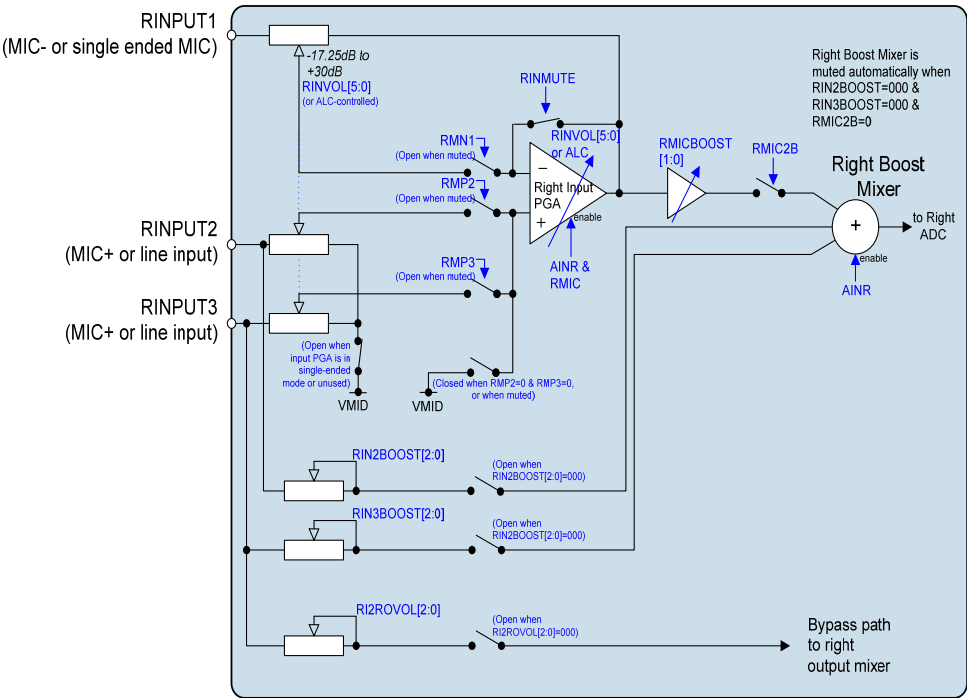 RINPUT1
(MIC- or single ended MIC)
-17.25dB to
+30dB
RINVOL[5:0]
(or ALC-controlled)
Right Boost Mixer is
muted automatically when
RIN2BOOST=000 &
RIN3BOOST=000 &
RMIC2B=0
RINMUTE
RMN1
(Open when muted)
RINVOL[5:0]
or ALC
RMICBOOST
[1:0]
RMIC2B
Right Boost
Mixer
RMP2
(Open when muted)
−
Right Input
PGA
+
enable
+
to Right
ADC
enable
AINR
RINPUT2
(MIC+ or line input)
RMP3
(Open when muted)
AINR &
RMIC
RINPUT3
(MIC+ or line input)
(Open when
input PGA is in
single-ended
mode or unused)
VMID
(Closed when RMP2=0 & RMP3=0,
or when muted)
VMID
RIN2BOOST[2:0]
(Open when
RIN2BOOST[2:0]=000)
RIN3BOOST[2:0]
(Open when
RIN2BOOST[2:0]=000)
RI2ROVOL[2:0]
(Open when
RI2ROVOL[2:0]=000)
Bypass path
to right
output mixer